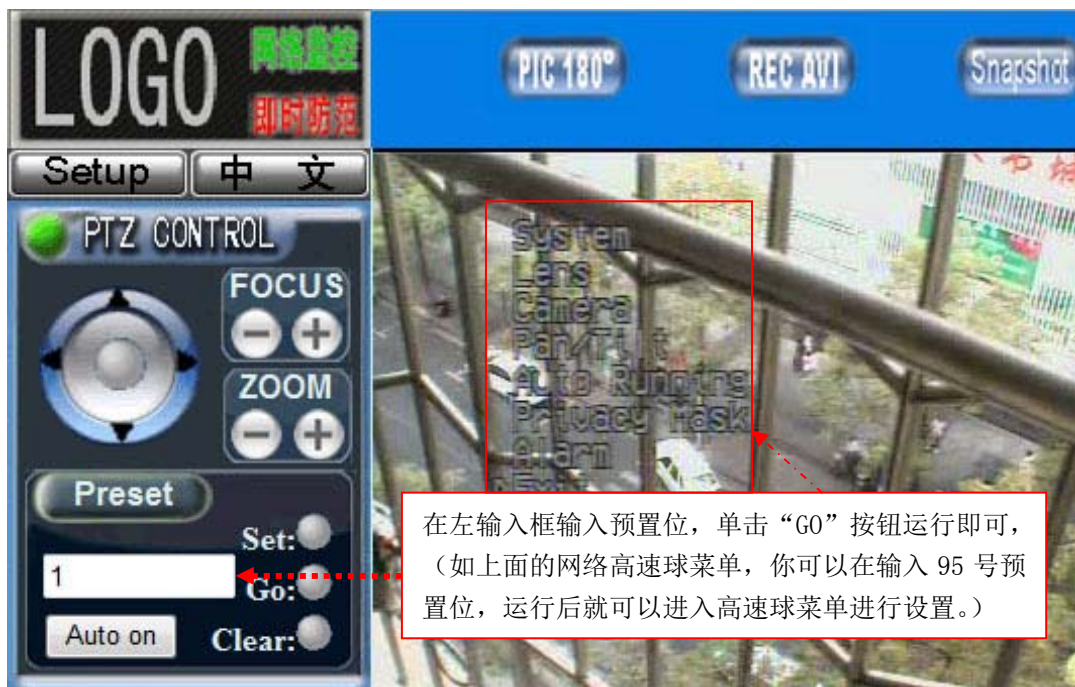 LOGO
网络监控
即时防范
PIC 180°
REC AVI
Snapshot
Setup
中 文
PTZ CONTROL
FOCUS
ZOOM
Preset
Set:
1
Go:
Auto on
Clear:
System
Lens
Camera
Pan/Tilt
Auto Running
Privacy Mask
Alarm
Exit
在左输入框输入预置位，单击“GO”按钮运行即可，
（如上面的网络高速球菜单，你可以在输入 95 号预
置位，运行后就可以进入高速球菜单进行设置。）